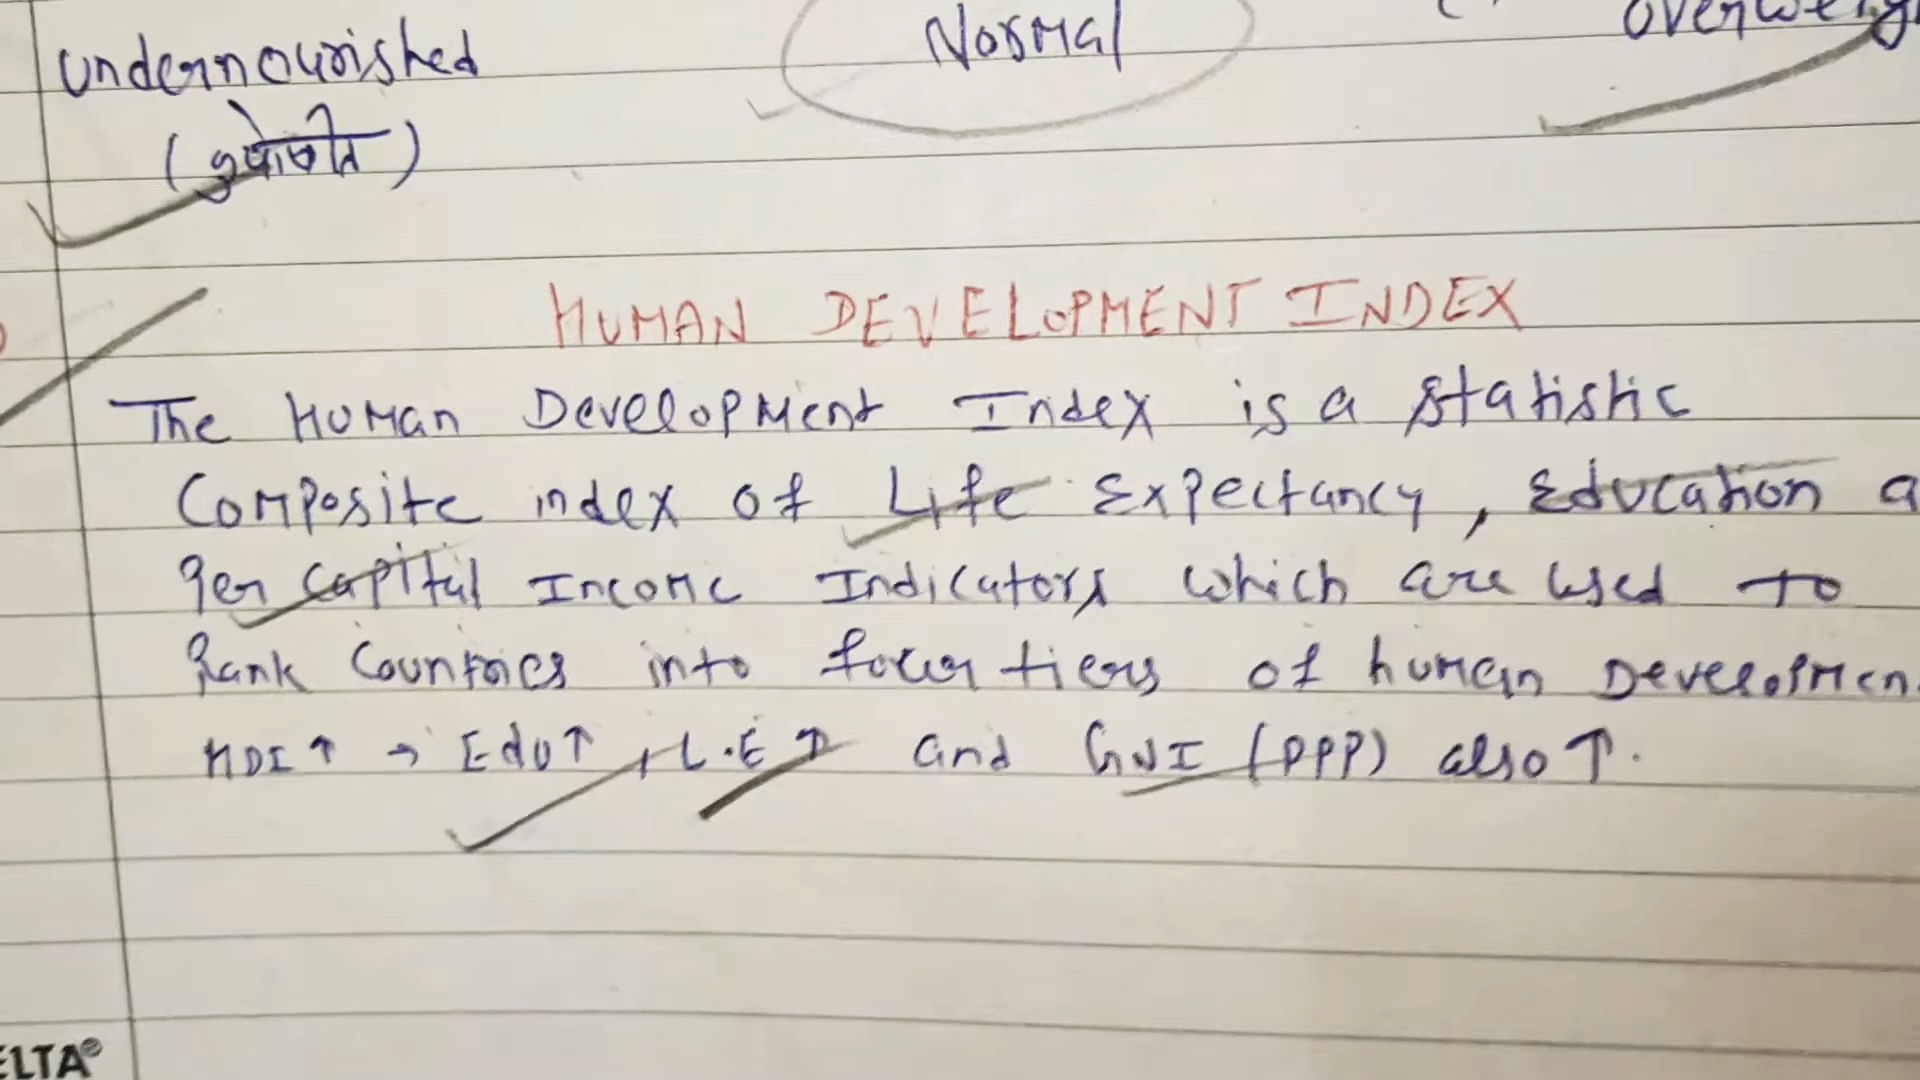 undernourished Normal overweig
(कुपोषीत)
HUMAN DEVELOPMENT INDEX
The Human Development Index is a statistic
Composite index of Life Expectancy, Education a
Per capital Income Indicators which are used to
Rank Countries into four tiers of human Developmen
HDI ↑ → Edu ↑, L.E ↑ and GNI (PPP) also ↑.
ELTA®